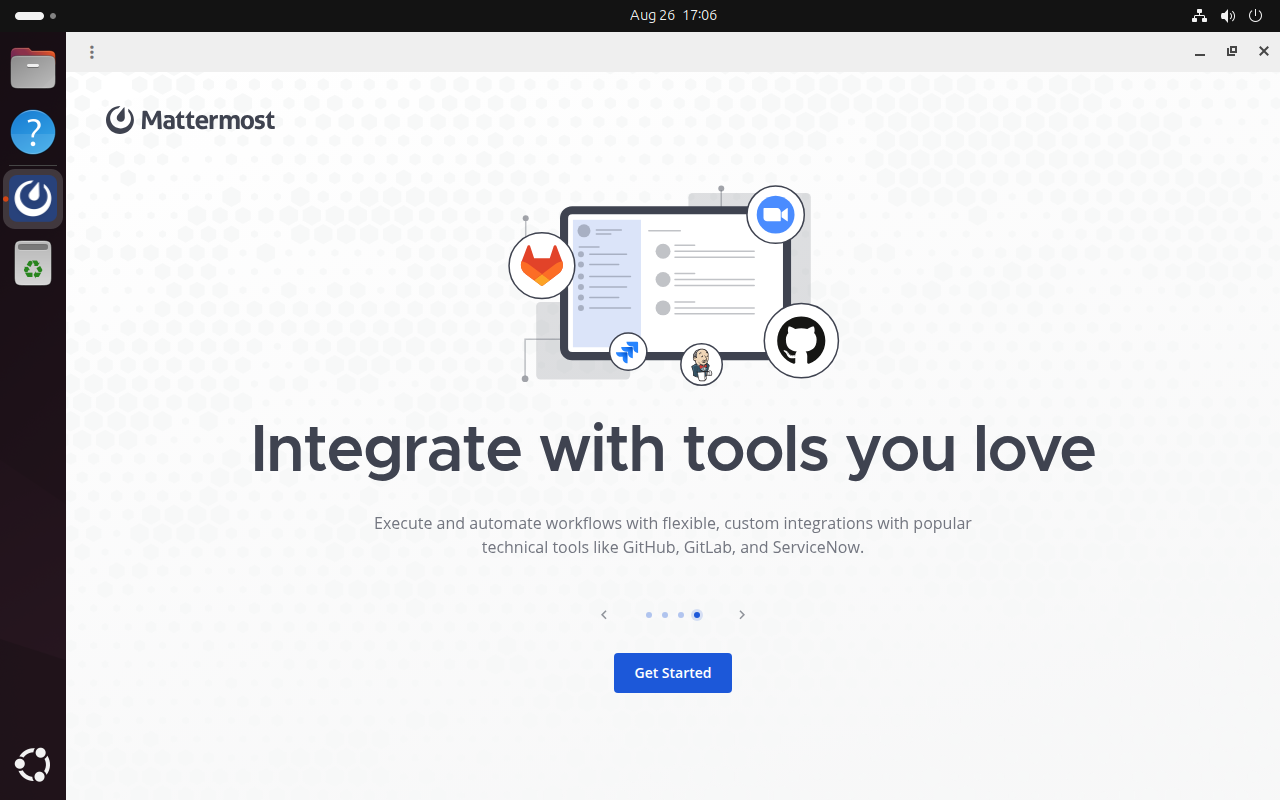 Aug 26 17:06
Mattermost
Integrate with tools you love
Execute and automate workflows with flexible, custom integrations with popular
technical tools like GitHub, GitLab, and ServiceNow.
Get Started